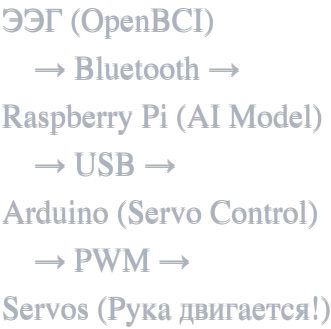 ЭЭГ (OpenBCI)
→ Bluetooth →
Raspberry Pi (AI Model)
→ USB →
Arduino (Servo Control)
→ PWM →
Servos (Рука двигается!)